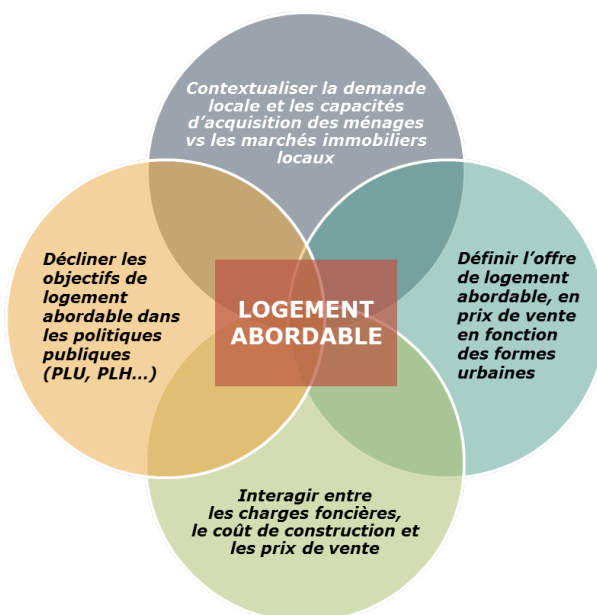 Contextualiser la demande
locale et les capacités
d’acquisition des ménages
vs les marchés immobiliers
locaux
Décliner les
objectifs de
logement
abordable dans
les politiques
publiques
(PLU, PLH...)
LOGEMENT
ABORDABLE
Définir l’offre
de logement
abordable, en
prix de vente
en fonction
des formes
urbaines
Interagir entre
les charges foncières,
le coût de construction et
les prix de vente